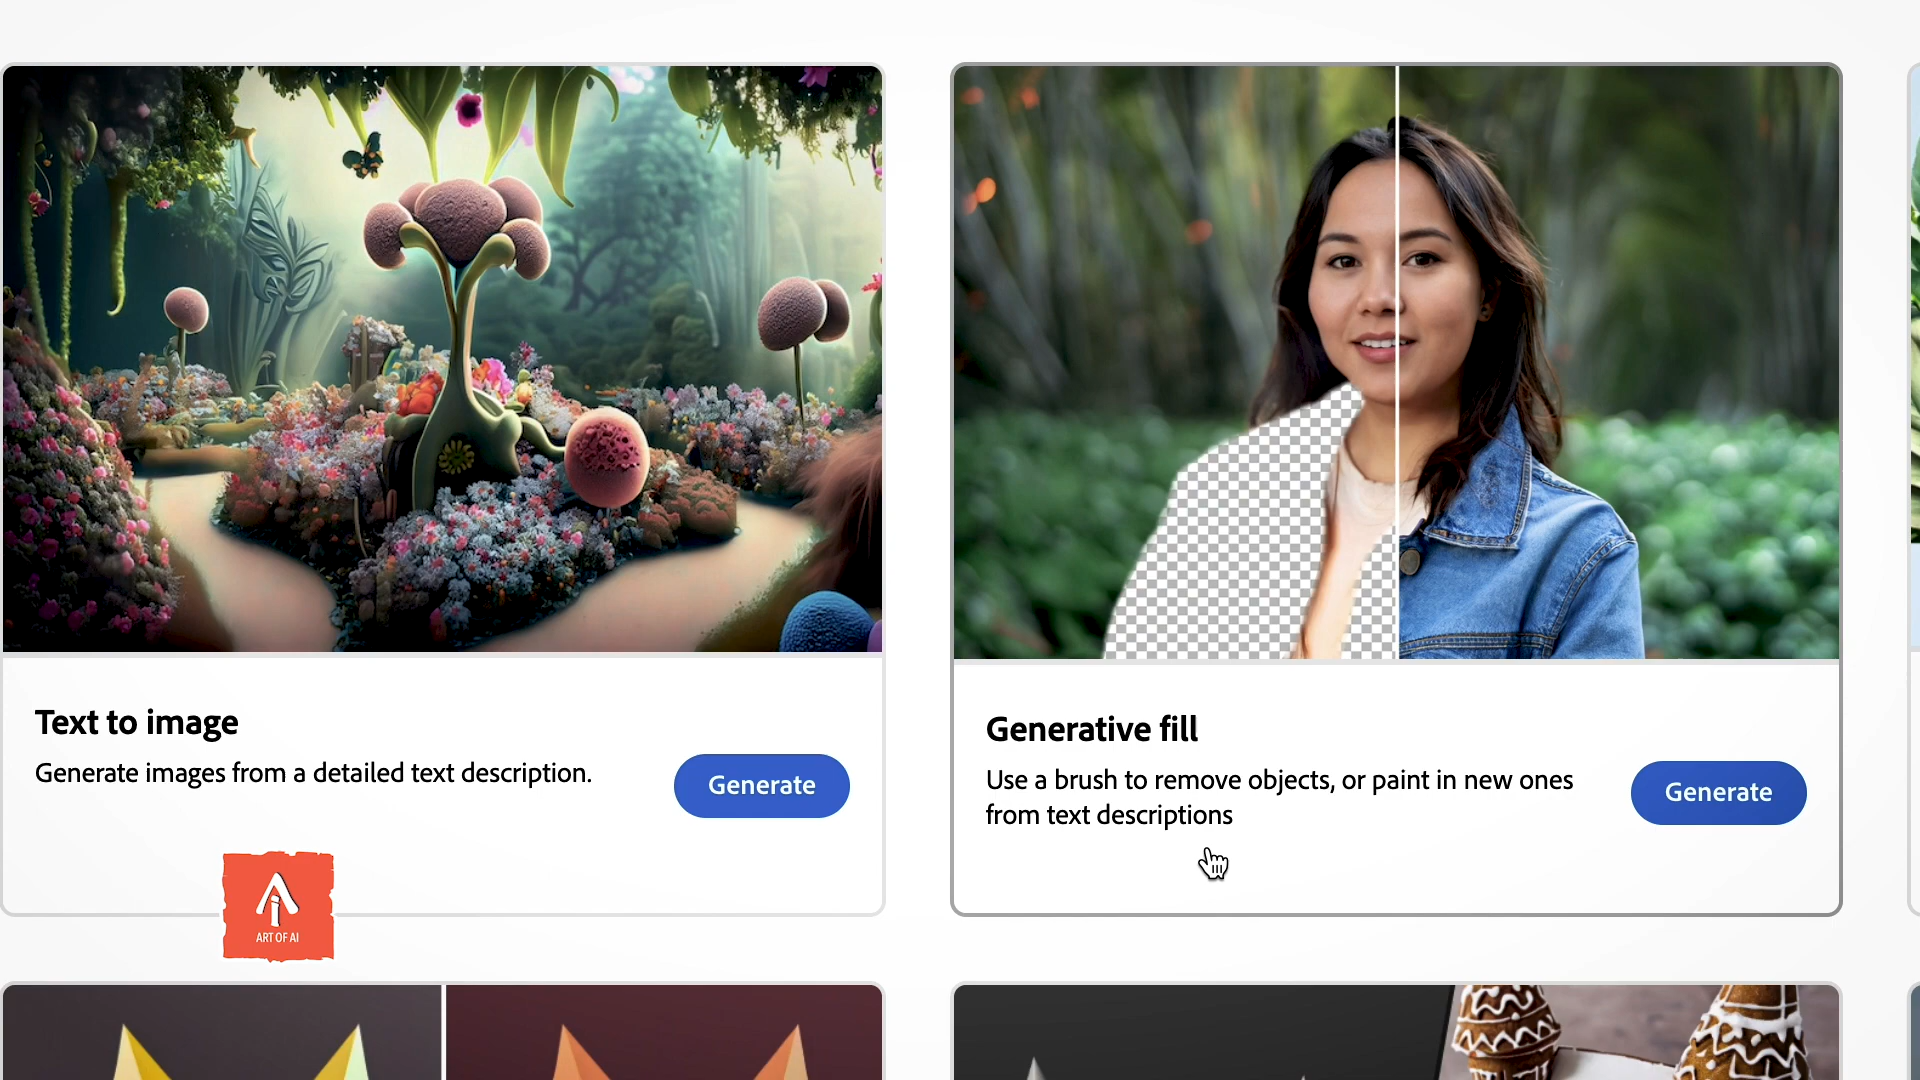 Text to image
Generate images from a detailed text description.
Generate
Generative fill
Use a brush to remove objects, or paint in new ones
from text descriptions
Generate
ART OF AI